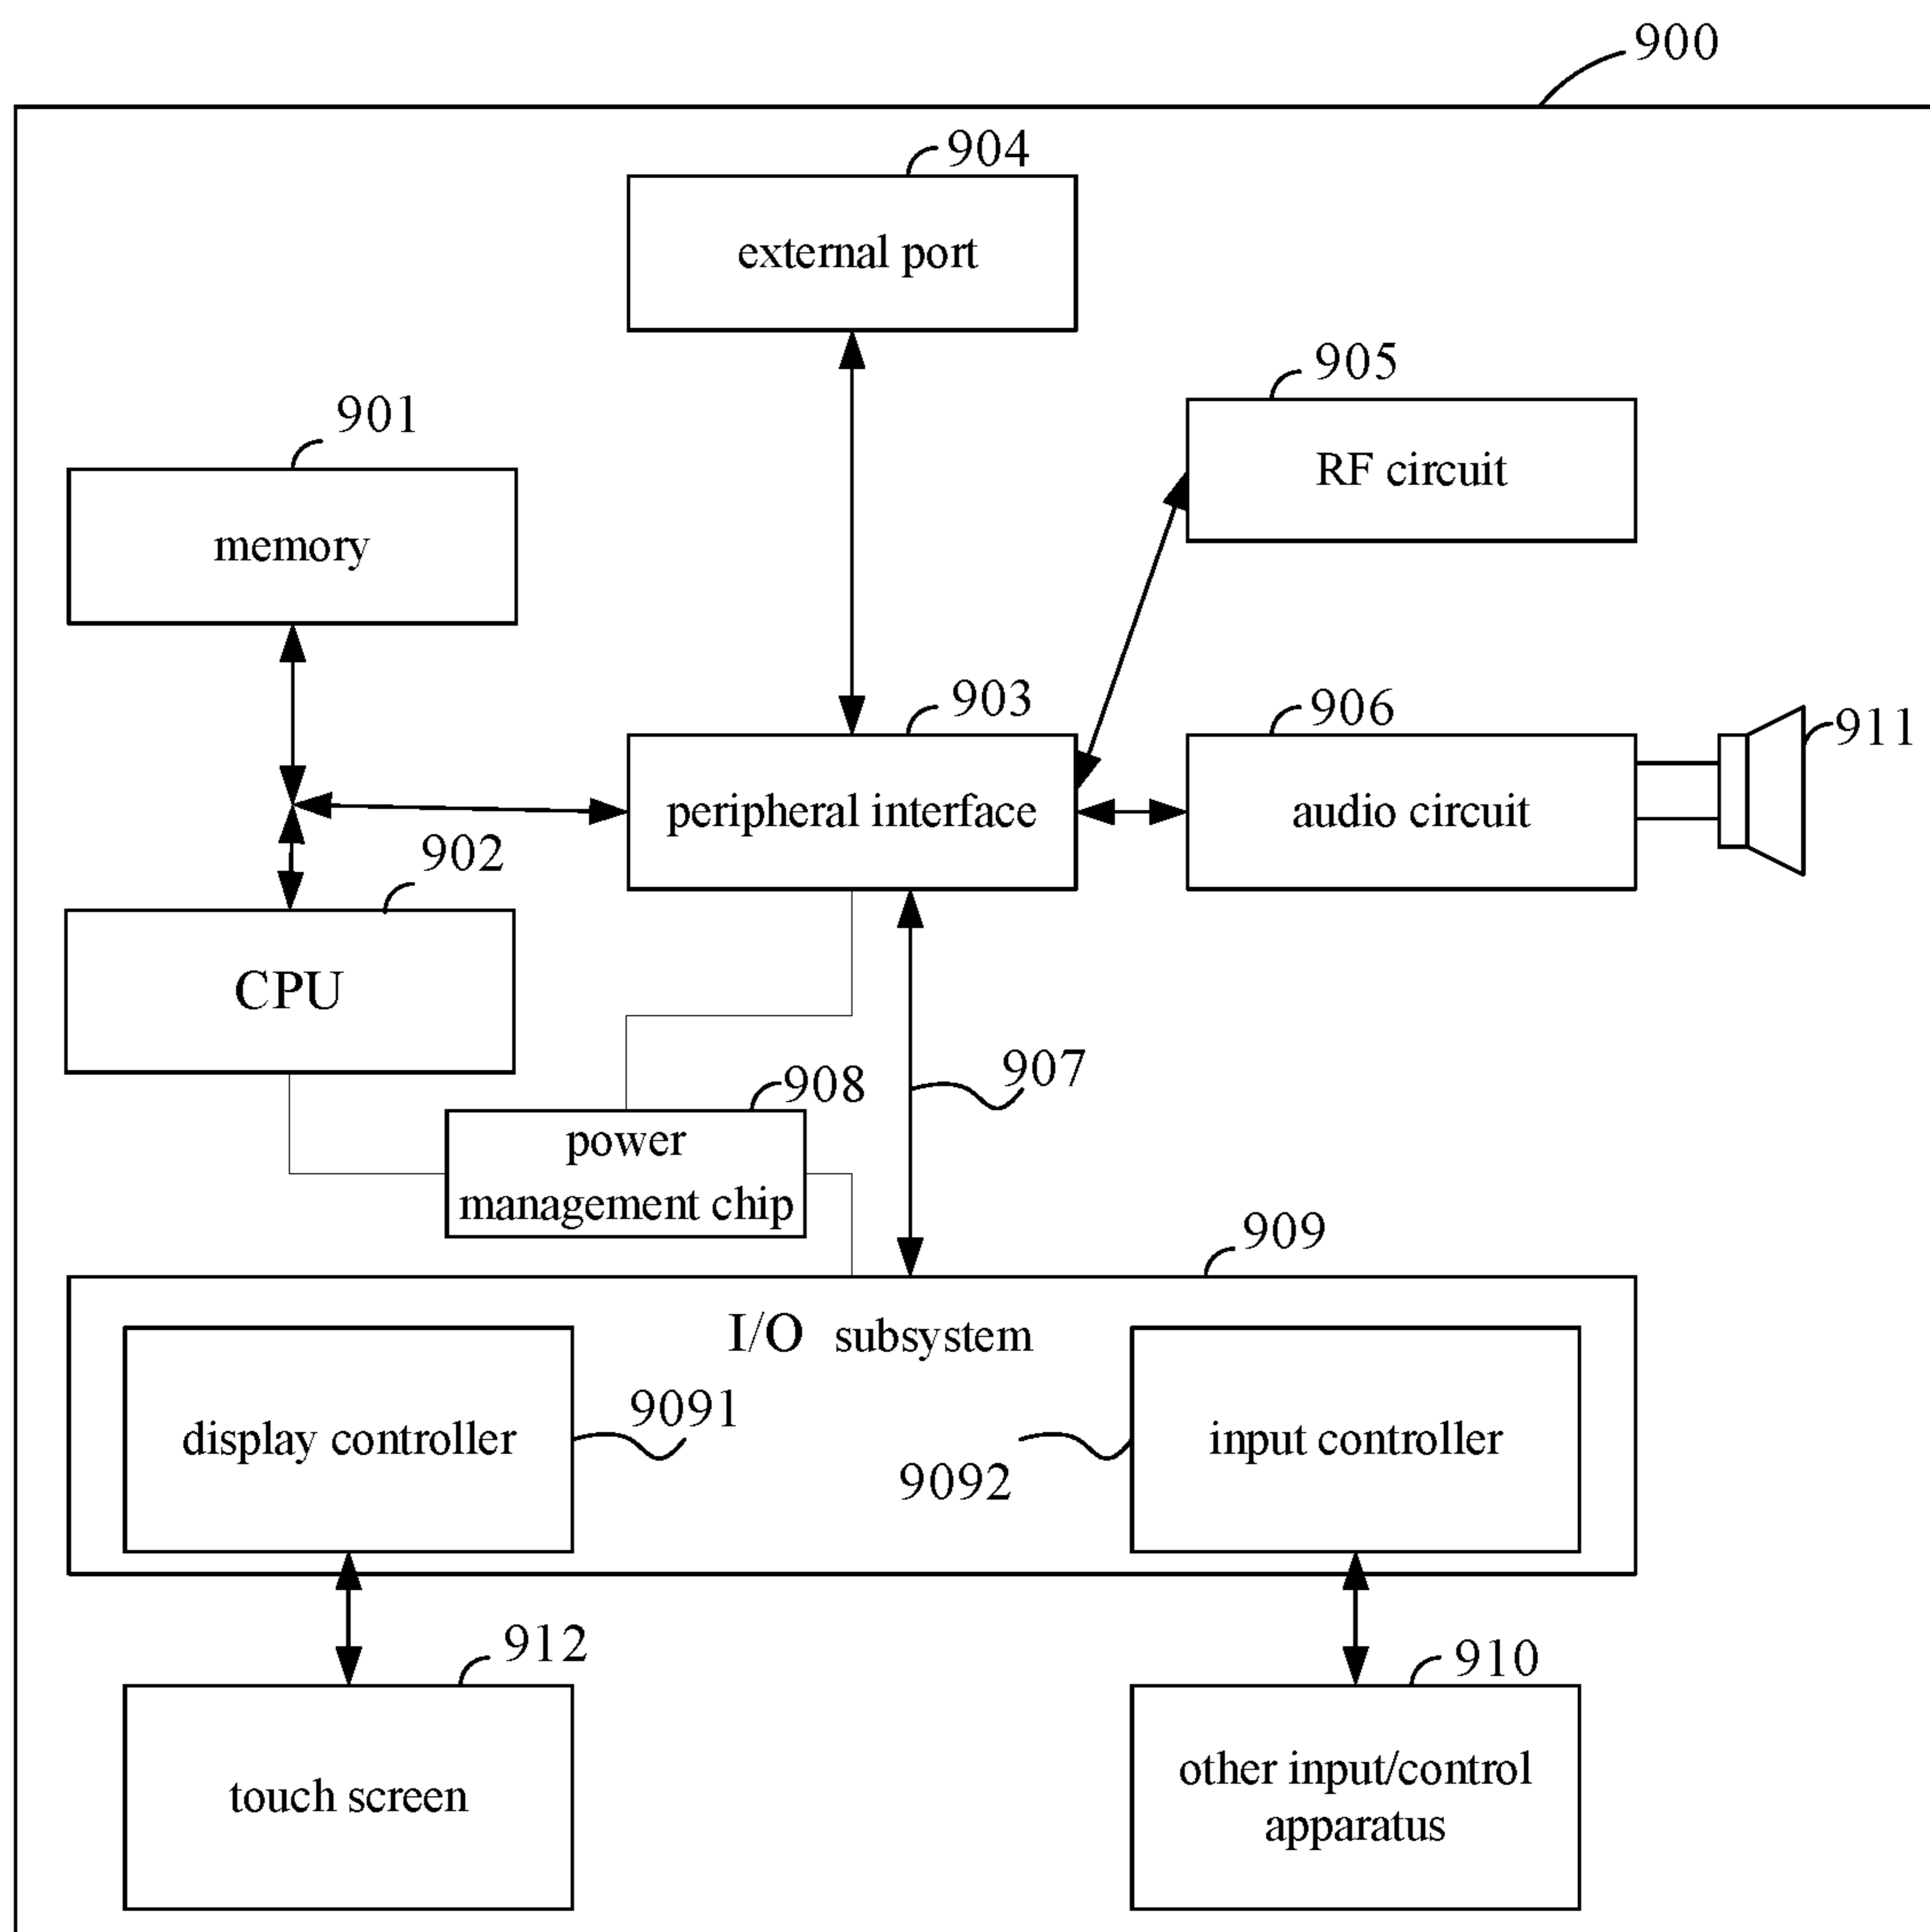 900
904
external port
905
RF circuit
901
memory
903
peripheral interface
906
audio circuit
911
902
CPU
907
908
power
management chip
909
I/O subsystem
display controller
9091
9092
input controller
912
touch screen
910
other input/control
apparatus